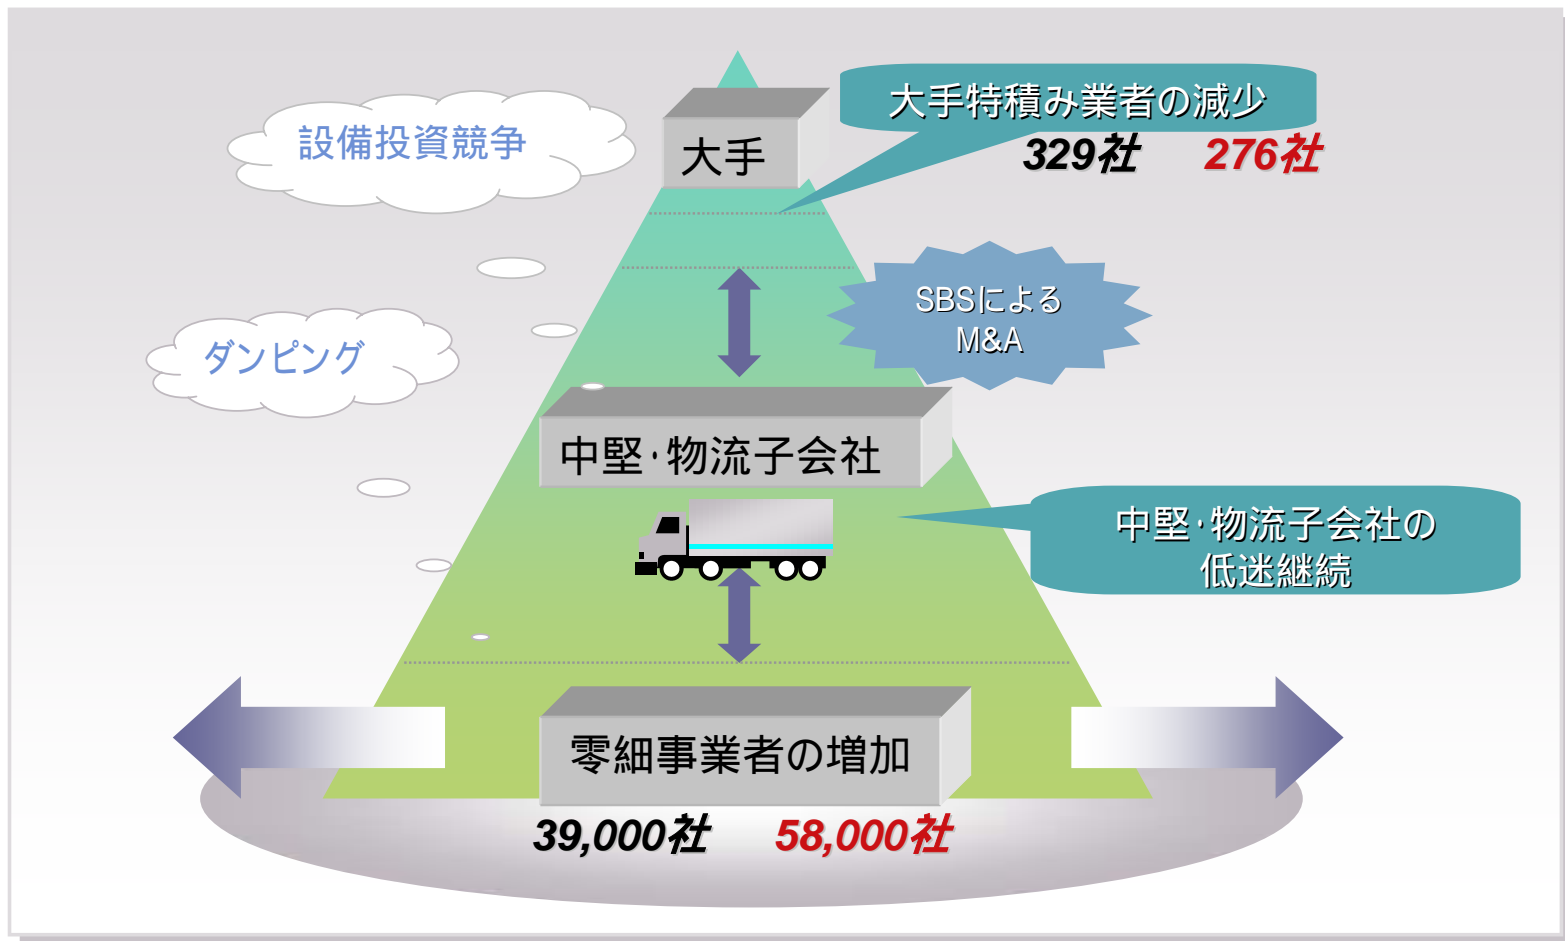 大手特積み業者の減少
329社 276社
設備投資競争
大手
SBSによる
M&A
ダンピング
中堅・物流子会社
中堅・物流子会社の
低迷継続
零細事業者の増加
39,000社 58,000社